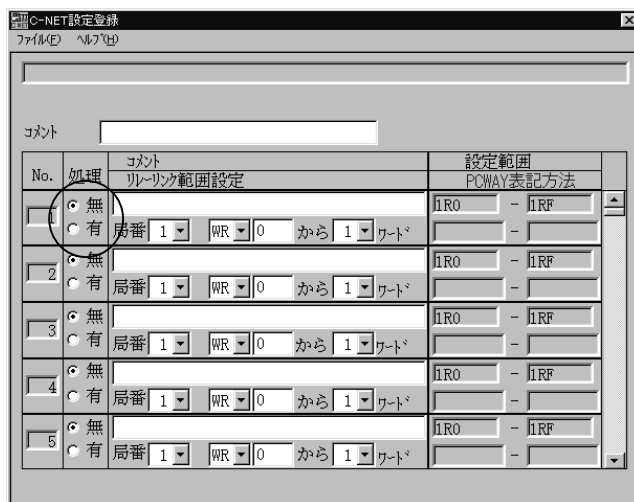 C-NET設定登録
ﾌｧｲﾙ(F) ﾍﾙﾌﾟ(H)
ｺﾒﾝﾄ
No. 処理 ｺﾒﾝﾄ 設定範囲
ﾘﾚｰﾘﾝｸ範囲設定 PCWAY表記方法
1 無 1R0 - 1RF
有 局番 1 WR 0 から 1 ﾜｰﾄﾞ -
2 無 1R0 - 1RF
有 局番 1 WR 0 から 1 ﾜｰﾄﾞ -
3 無 1R0 - 1RF
有 局番 1 WR 0 から 1 ﾜｰﾄﾞ -
4 無 1R0 - 1RF
有 局番 1 WR 0 から 1 ﾜｰﾄﾞ -
5 無 1R0 - 1RF
有 局番 1 WR 0 から 1 ﾜｰﾄﾞ -